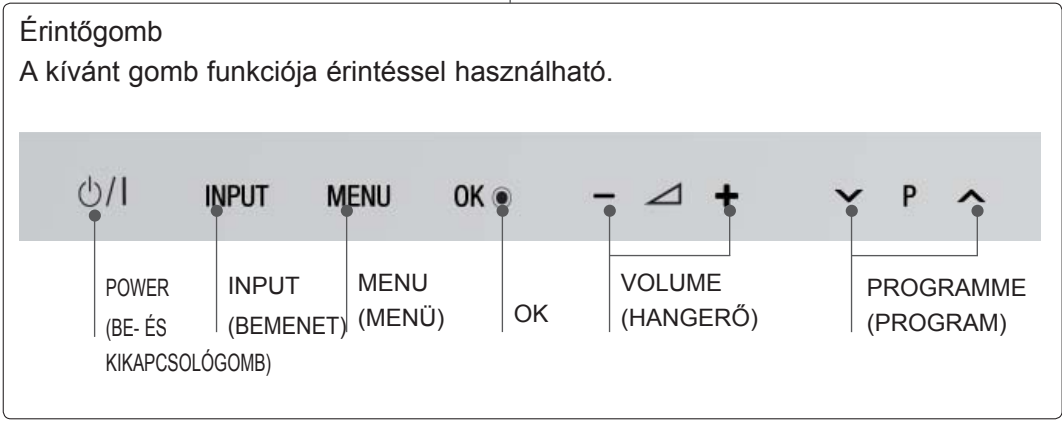 Érintőgomb
A kívánt gomb funkciója érintéssel használható.
⏻/I INPUT MENU OK P
POWER
(BE- ÉS
KIKAPCSOLÓGOMB)
INPUT
(BEMENET)
MENU
(MENÜ)
OK
VOLUME
(HANGERŐ)
PROGRAMME
(PROGRAM)